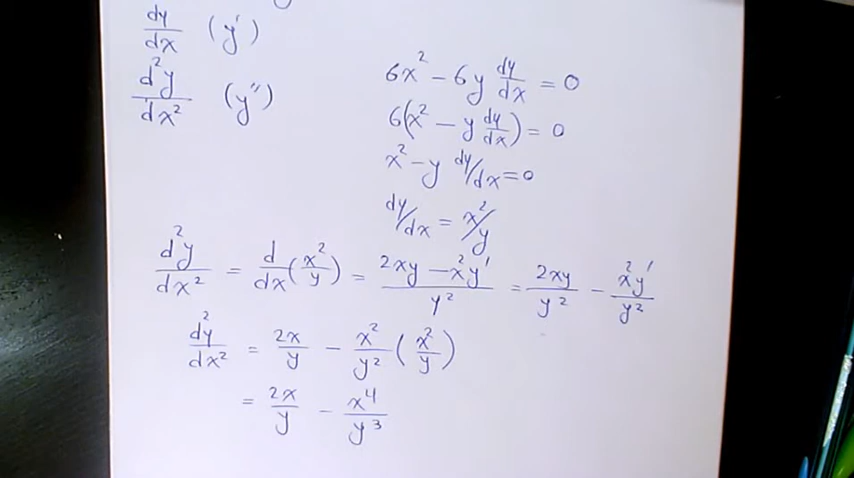 dy/dx (y')
d²y/dx² (y'')
6x² - 6y dy/dx = 0
6(x² - y dy/dx) = 0
x² - y dy/dx = 0
dy/dx = x²/y
d²y/dx² = d/dx (x²/y) = (2xy - x²y')/y² = 2xy/y² - x²y'/y²
d²y/dx² = 2x/y - x²/y² (x²/y)
= 2x/y - x⁴/y³